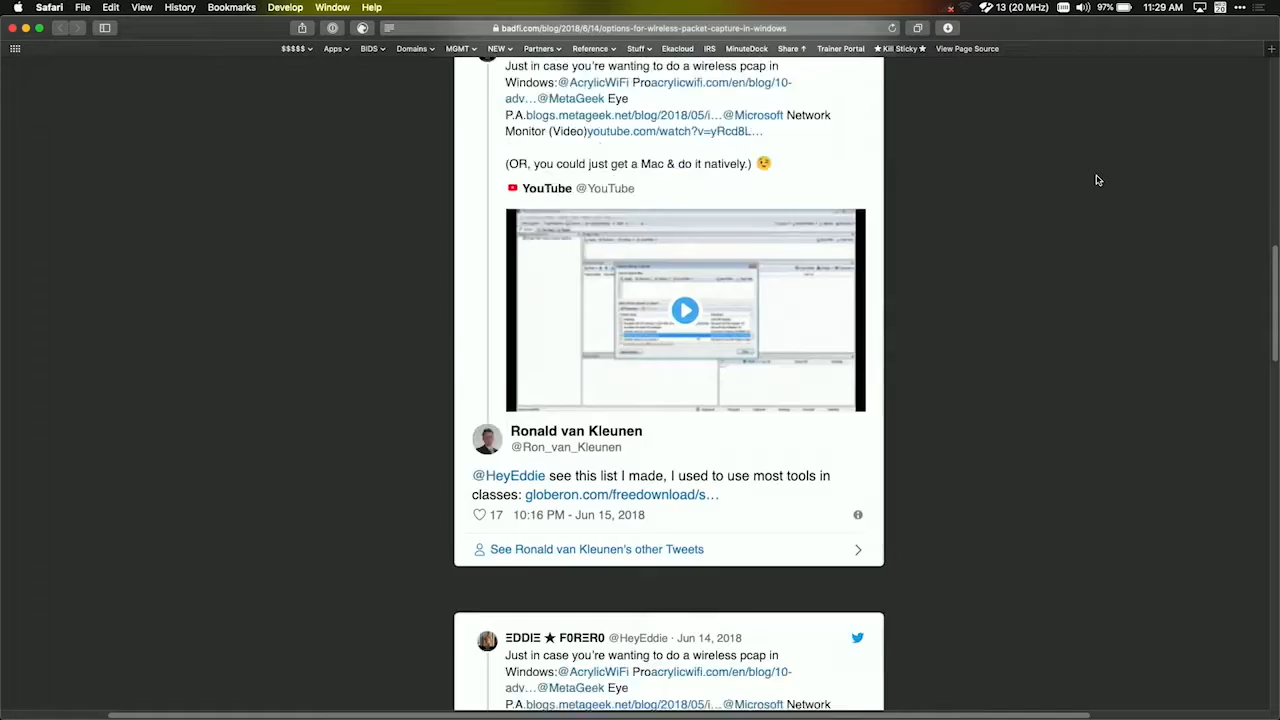 Safari File Edit View History Bookmarks Develop Window Help
13 (20 MHz) 97% 11:29 AM
badfi.com/blog/2018/6/14/options-for-wireless-packet-capture-in-windows
$$$$$ Apps BIDS Domains MGMT NEW Partners Reference Stuff Ekacloud IRS MinuteDock Share ↑ Trainer Portal ★Kill Sticky★ View Page Source
Just in case you're wanting to do a wireless pcap in
Windows:@AcrylicWiFi Proacrylicwifi.com/en/blog/10-
adv…@MetaGeek Eye
P.A.blogs.metageek.net/blog/2018/05/i…@Microsoft Network
Monitor (Video)youtube.com/watch?v=yRcd8L…
(OR, you could just get a Mac & do it natively.) 😉
YouTube @YouTube
Ronald van Kleunen
@Ron_van_Kleunen
@HeyEddie see this list I made, I used to use most tools in
classes: globeron.com/freedownload/s…
17 10:16 PM - Jun 15, 2018
See Ronald van Kleunen's other Tweets
ΞDDIΞ ★ F0RΞR0 @HeyEddie · Jun 14, 2018
Just in case you're wanting to do a wireless pcap in
Windows:@AcrylicWiFi Proacrylicwifi.com/en/blog/10-
adv…@MetaGeek Eye
P.A.blogs.metageek.net/blog/2018/05/i…@Microsoft Network